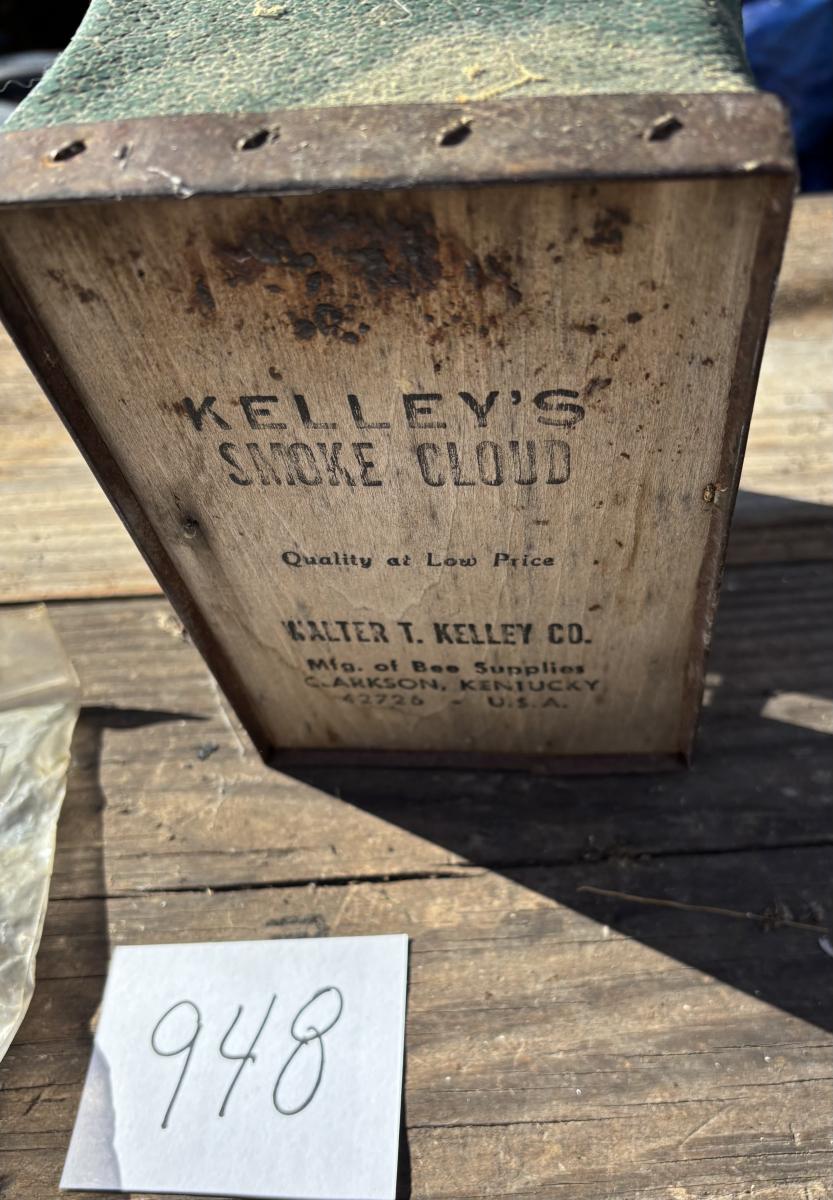 KELLEY'S
SMOKE CLOUD
Quality at Low Price
WALTER T. KELLEY CO.
Mfg. of Bee Supplies
CLARKSON, KENTUCKY
42726 - U.S.A.
948